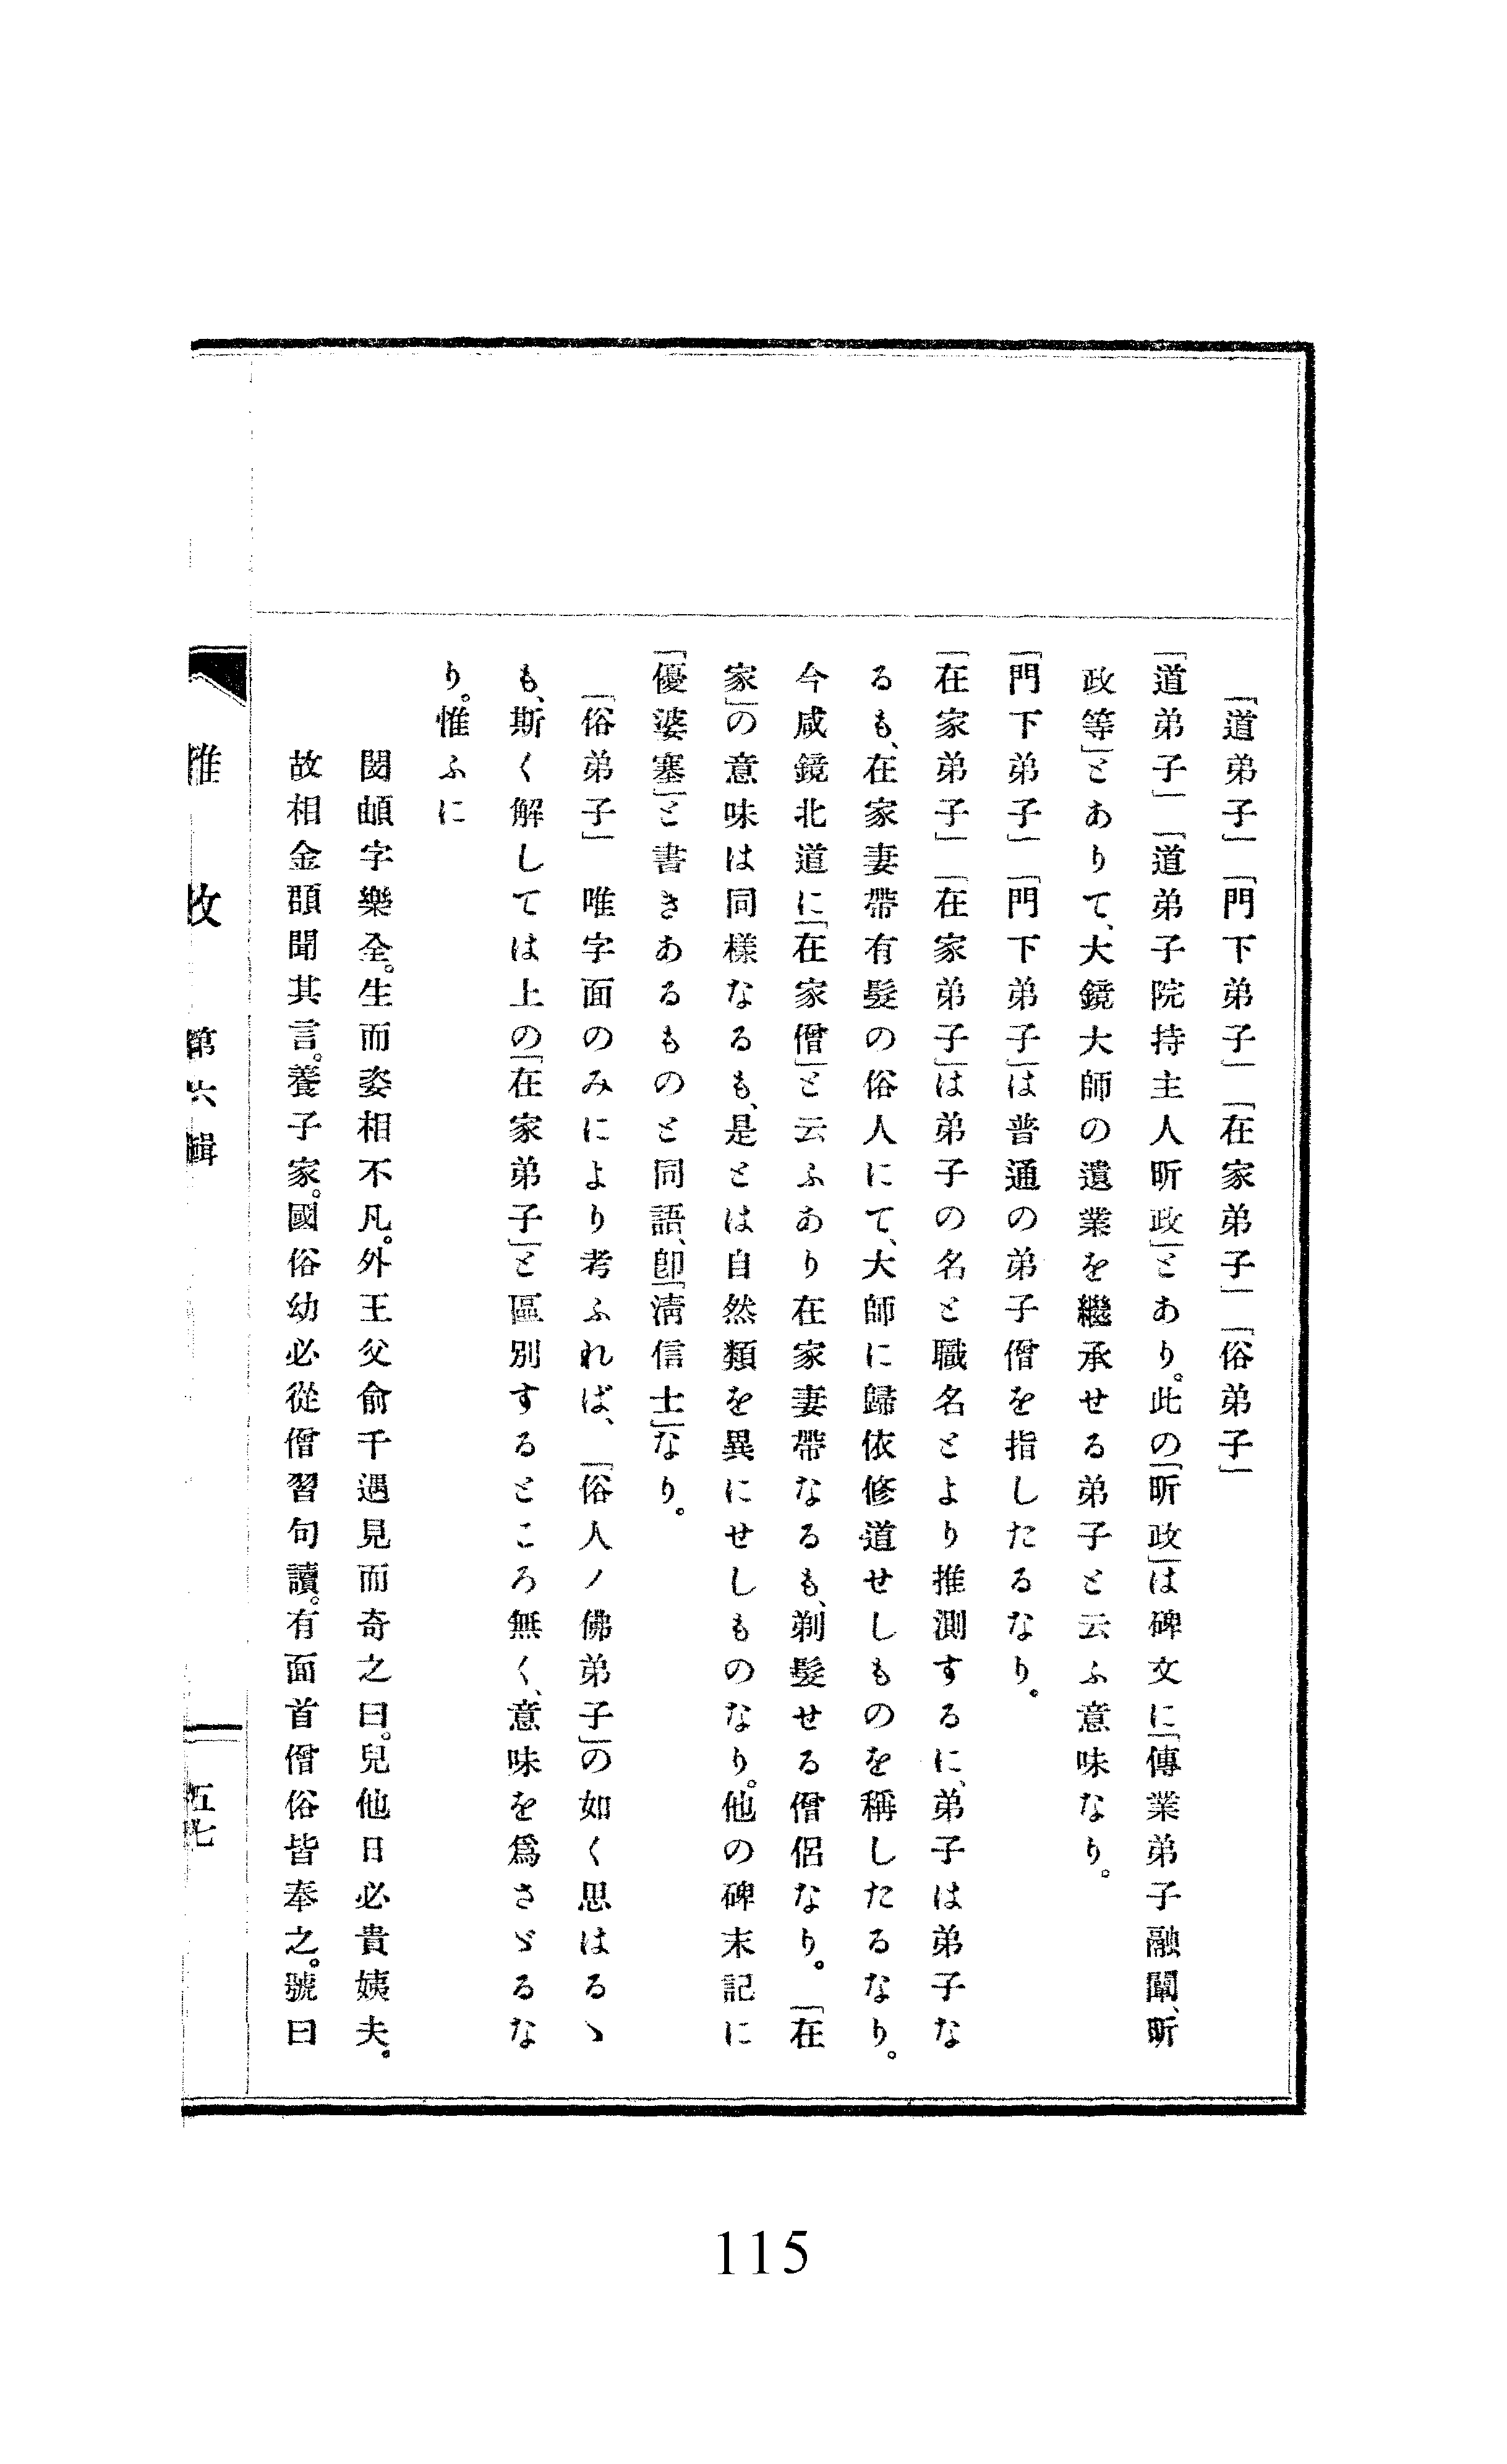 「道弟子」「門下弟子」「在家弟子」「俗弟子」
「道弟子」「道弟子院持主人昕政」とあり。此の「昕政」は碑文に「傳業弟子融闡、昕
政等」とありて、大鏡大師の遺業を繼承せる弟子と云ふ意味なり。
「門下弟子」「門下弟子」は普通の弟子僧を指したるなり。
「在家弟子」「在家弟子」は弟子の名と職名とより推測するに、弟子は弟子な
るも、在家妻帶有髮の俗人にて、大師に歸依修道せしものを稱したるなり。
今咸鏡北道に「在家僧」と云ふあり在家妻帶なるも、剃髮せる僧侶なり。「在
家」の意味は同樣なるも、是とは自然類を異にせしものなり。他の碑末記に
「優婆塞」と書きあるものと同語、卽「淸信士」なり。
「俗弟子」 唯字面のみにより考ふれば、「俗人ノ佛弟子」の如く思はるゝ
も、斯く解しては上の「在家弟子」と區別するところ無く、意味を爲さゞるな
り。惟ふに
閔頔字樂全。生而姿相不凡。外王父俞千遇見而奇之曰。兒他日必貴姨夫。
故相金頵聞其言。養子家。國俗幼必從僧習句讀。有面首僧俗皆奉之。號曰
惟 攷 第六輯
五七
115